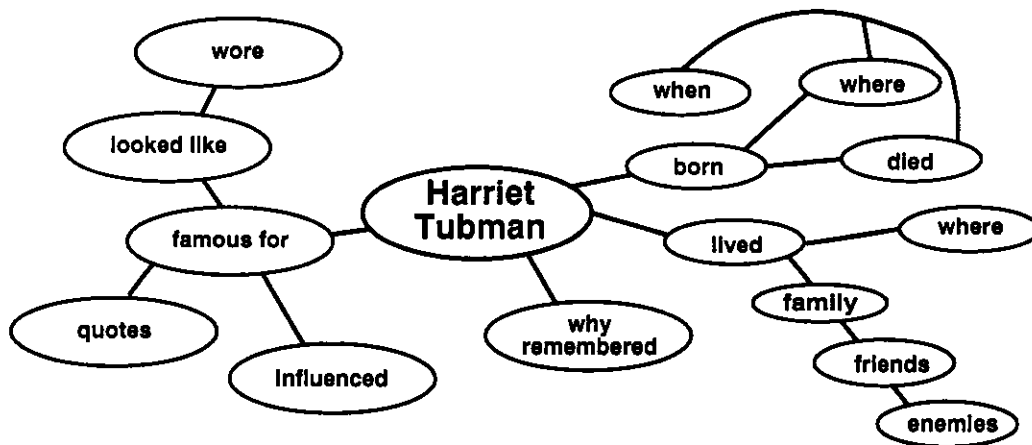 wore
when
where
looked like
born
died
Harriet
Tubman
famous for
lived
where
family
quotes
why
remembered
friends
influenced
enemies